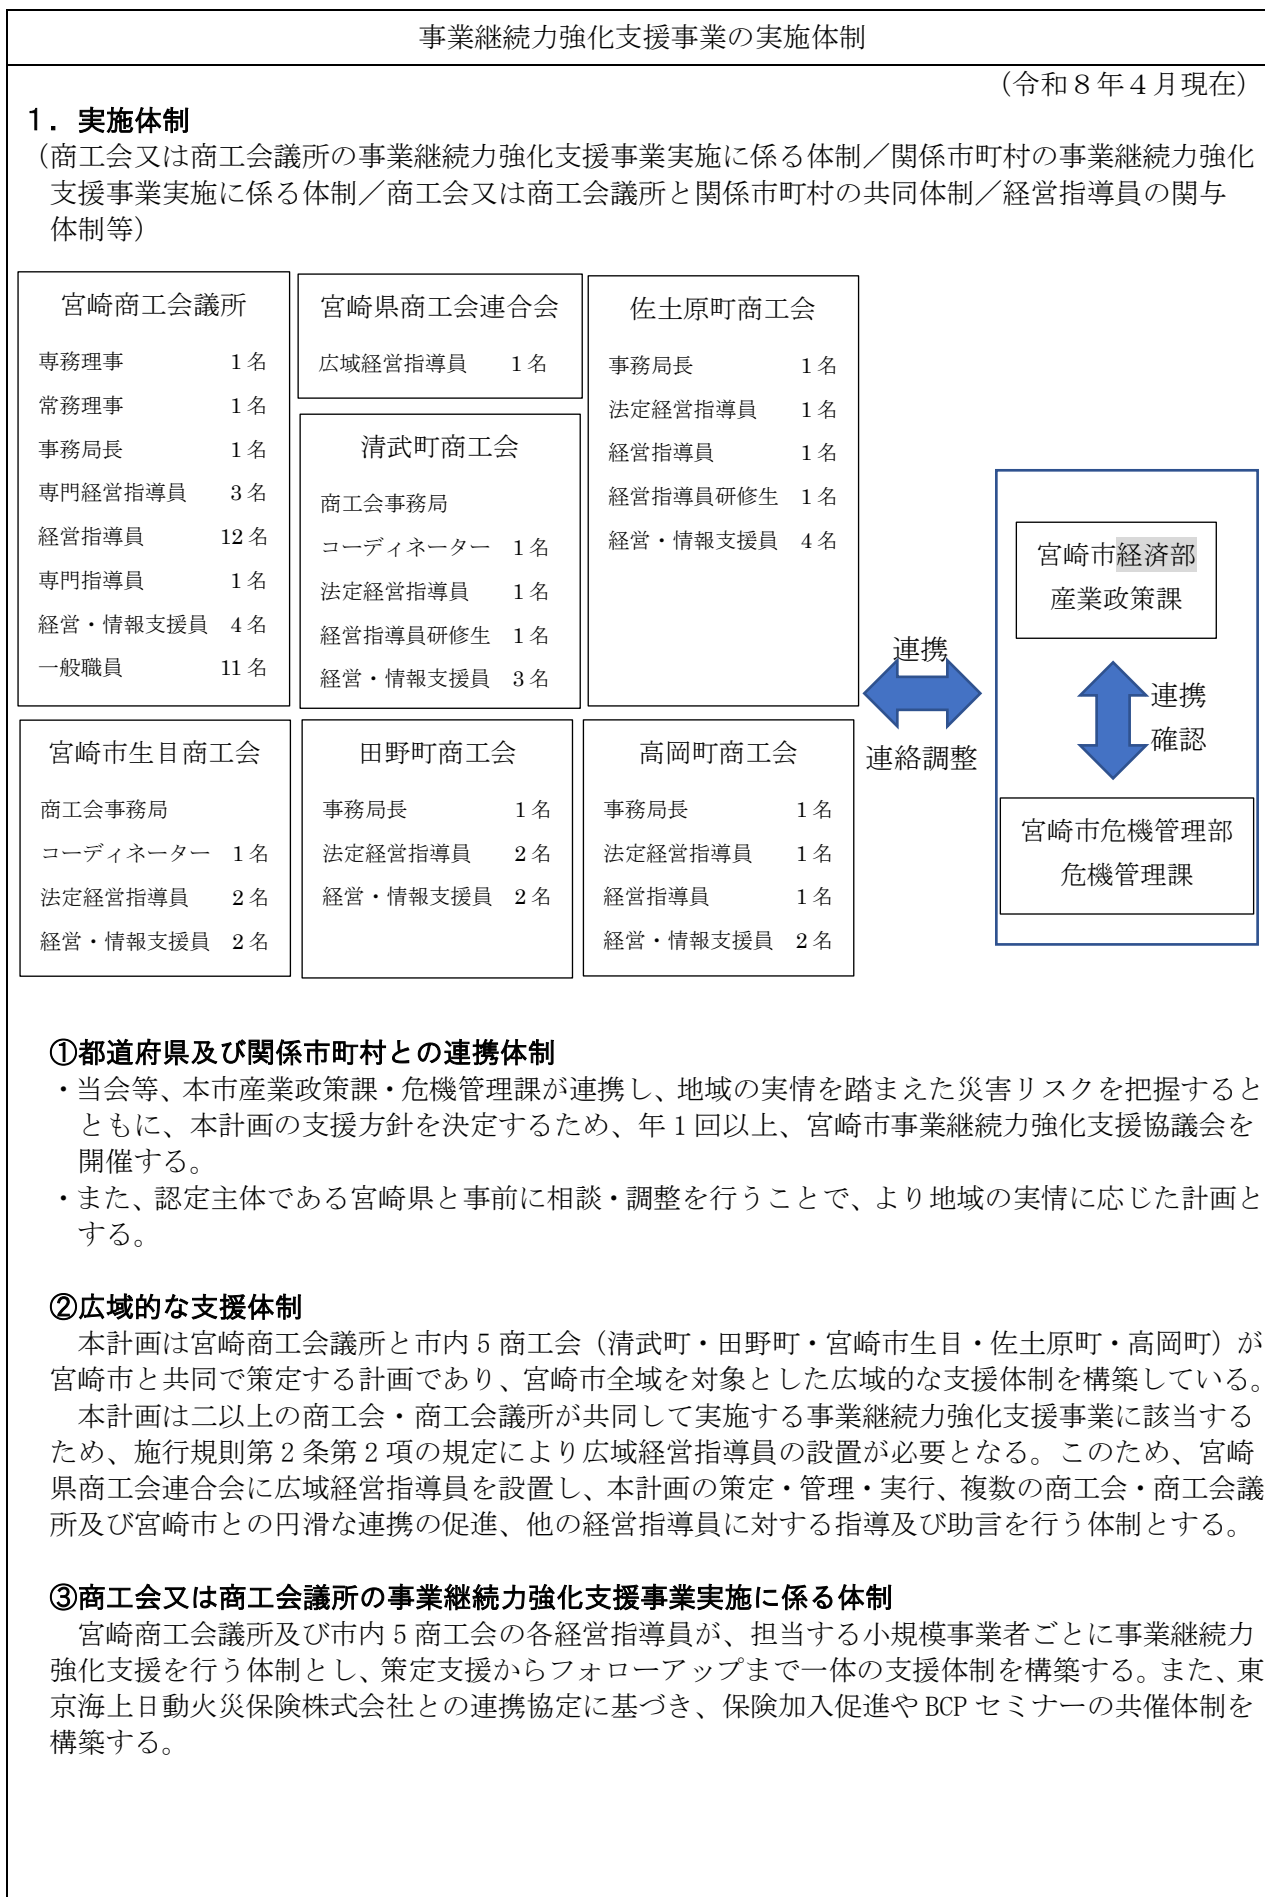 事業継続力強化支援事業の実施体制
（令和８年４月現在）
１．実施体制
（商工会又は商工会議所の事業継続力強化支援事業実施に係る体制／関係市町村の事業継続力強化
支援事業実施に係る体制／商工会又は商工会議所と関係市町村の共同体制／経営指導員の関与
体制等）
宮崎商工会議所
専務理事 1名
常務理事 1名
事務局長 1名
専門経営指導員 3名
経営指導員 12名
専門指導員 1名
経営・情報支援員 4名
一般職員 11名
宮崎県商工会連合会
広域経営指導員 1名
清武町商工会
商工会事務局
コーディネーター 1名
法定経営指導員 1名
経営指導員研修生 1名
経営・情報支援員 3名
佐土原町商工会
事務局長 1名
法定経営指導員 1名
経営指導員 1名
経営指導員研修生 1名
経営・情報支援員 4名
宮崎市生目商工会
商工会事務局
コーディネーター 1名
法定経営指導員 2名
経営・情報支援員 2名
田野町商工会
事務局長 1名
法定経営指導員 2名
経営・情報支援員 2名
高岡町商工会
事務局長 1名
法定経営指導員 1名
経営指導員 1名
経営・情報支援員 2名
連携
連絡調整
宮崎市経済部
産業政策課
連携
確認
宮崎市危機管理部
危機管理課
①都道府県及び関係市町村との連携体制
・当会等、本市産業政策課・危機管理課が連携し、地域の実情を踏まえた災害リスクを把握すると
ともに、本計画の支援方針を決定するため、年1回以上、宮崎市事業継続力強化支援協議会を
開催する。
・また、認定主体である宮崎県と事前に相談・調整を行うことで、より地域の実情に応じた計画と
する。
②広域的な支援体制
本計画は宮崎商工会議所と市内5商工会（清武町・田野町・宮崎市生目・佐土原町・高岡町）が
宮崎市と共同で策定する計画であり、宮崎市全域を対象とした広域的な支援体制を構築している。
本計画は二以上の商工会・商工会議所が共同して実施する事業継続力強化支援事業に該当する
ため、施行規則第2条第2項の規定により広域経営指導員の設置が必要となる。このため、宮崎
県商工会連合会に広域経営指導員を設置し、本計画の策定・管理・実行、複数の商工会・商工会議
所及び宮崎市との円滑な連携の促進、他の経営指導員に対する指導及び助言を行う体制とする。
③商工会又は商工会議所の事業継続力強化支援事業実施に係る体制
宮崎商工会議所及び市内5商工会の各経営指導員が、担当する小規模事業者ごとに事業継続力
強化支援を行う体制とし、策定支援からフォローアップまで一体の支援体制を構築する。また、東
京海上日動火災保険株式会社との連携協定に基づき、保険加入促進やBCPセミナーの共催体制を
構築する。